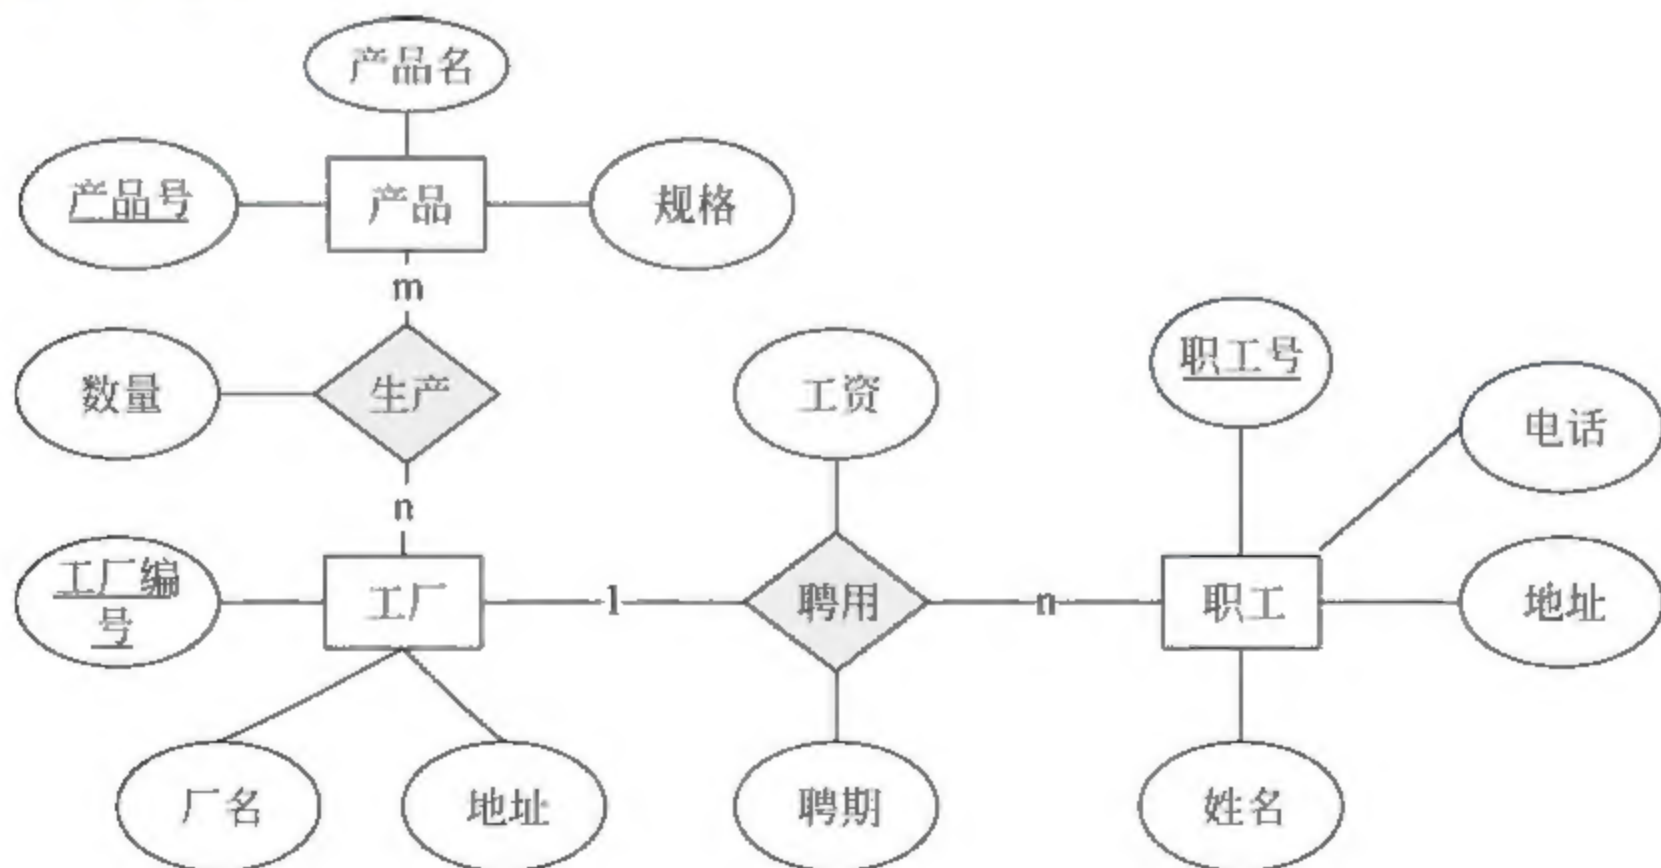 产品名
产品号
产品
规格
m
数量
生产
工资
职工号
电话
n
工厂编
号
工厂
1
聘用
n
职工
地址
厂名
地址
聘期
姓名